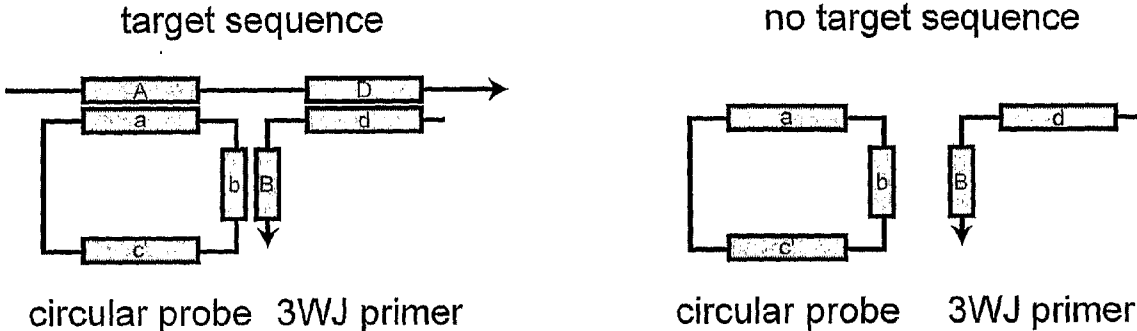 target sequence
no target sequence
A
D
a
d
b
B
c'
a
d
b
B
c'
circular probe 3WJ primer
circular probe 3WJ primer